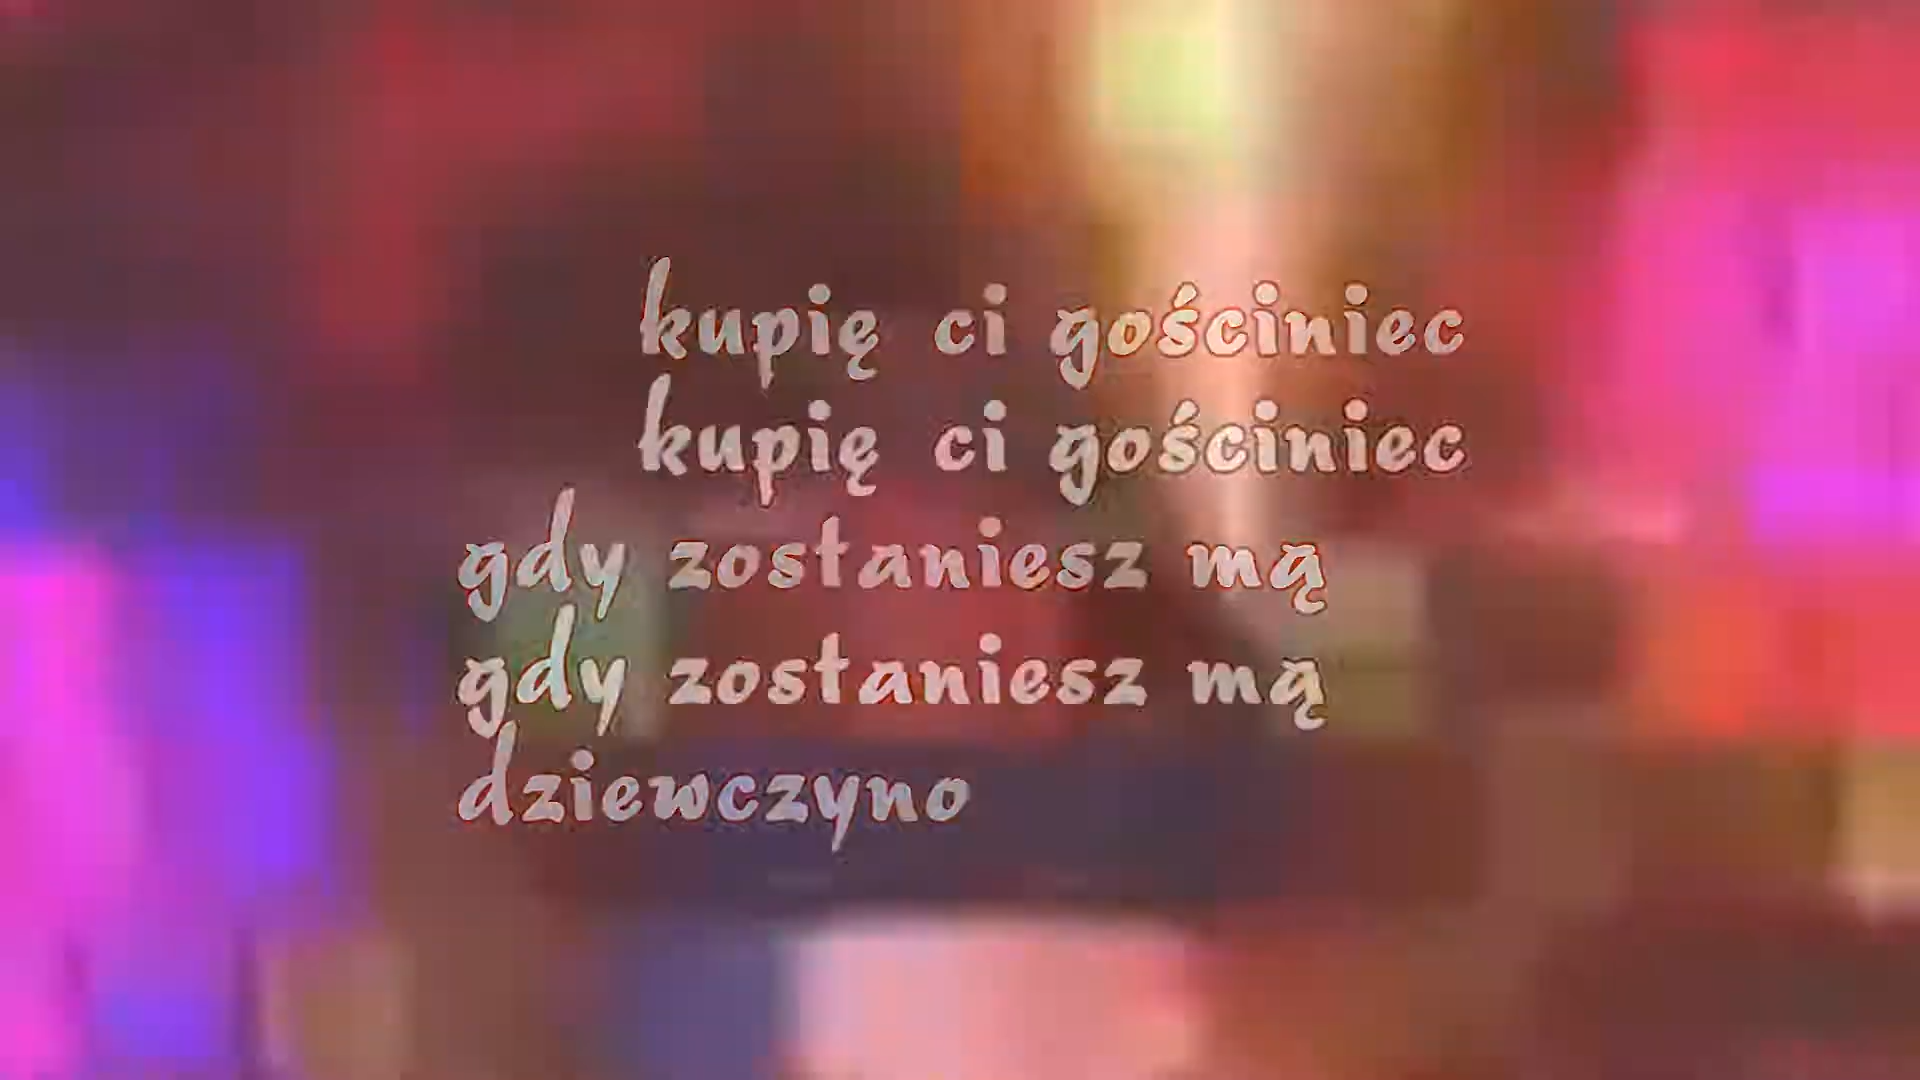 kupię ci gościniec
kupię ci gościniec
gdy zostaniesz mą
gdy zostaniesz mą
dziewczyno